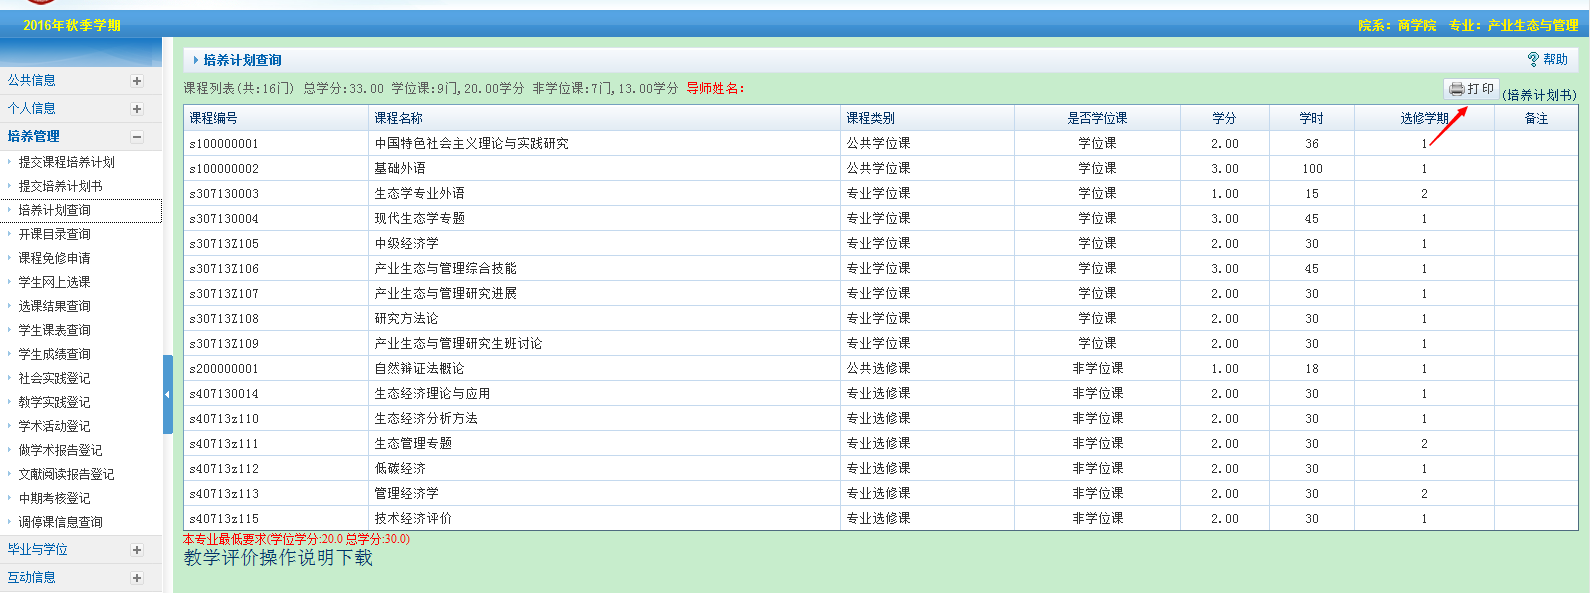 2016年秋季学期
院系：商学院 专业：产业生态与管理
公共信息
个人信息
培养管理
提交课程培养计划
提交培养计划书
培养计划查询
开课目录查询
课程免修申请
学生网上选课
选课结果查询
学生课表查询
学生成绩查询
社会实践登记
教学实践登记
学术活动登记
做学术报告登记
文献阅读报告登记
中期考核登记
调停课信息查询
毕业与学位
互动信息
培养计划查询
帮助
课程列表(共:16门) 总学分:33.00 学位课:9门,20.00学分 非学位课:7门,13.00学分 导师姓名:
打印 (培养计划书)
课程编号 课程名称 课程类别 是否学位课 学分 学时 选修学期 备注
s100000001 中国特色社会主义理论与实践研究 公共学位课 学位课 2.00 36 1
s100000002 基础外语 公共学位课 学位课 3.00 100 1
s307130003 生态学专业外语 专业学位课 学位课 1.00 15 2
s307130004 现代生态学专题 专业学位课 学位课 3.00 45 1
s30713Z105 中级经济学 专业学位课 学位课 2.00 30 1
s30713Z106 产业生态与管理综合技能 专业学位课 学位课 3.00 45 1
s30713Z107 产业生态与管理研究进展 专业学位课 学位课 2.00 30 1
s30713Z108 研究方法论 专业学位课 学位课 2.00 30 1
s30713Z109 产业生态与管理研究生班讨论 专业学位课 学位课 2.00 30 1
s200000001 自然辩证法概论 公共选修课 非学位课 1.00 18 1
s407130014 生态经济理论与应用 专业选修课 非学位课 2.00 30 1
s40713z110 生态经济分析方法 专业选修课 非学位课 2.00 30 1
s40713z111 生态管理专题 专业选修课 非学位课 2.00 30 2
s40713z112 低碳经济 专业选修课 非学位课 2.00 30 1
s40713z113 管理经济学 专业选修课 非学位课 2.00 30 2
s40713z115 技术经济评价 专业选修课 非学位课 2.00 30 1
本专业最低要求(学位学分:20.0 总学分:30.0)
教学评价操作说明下载